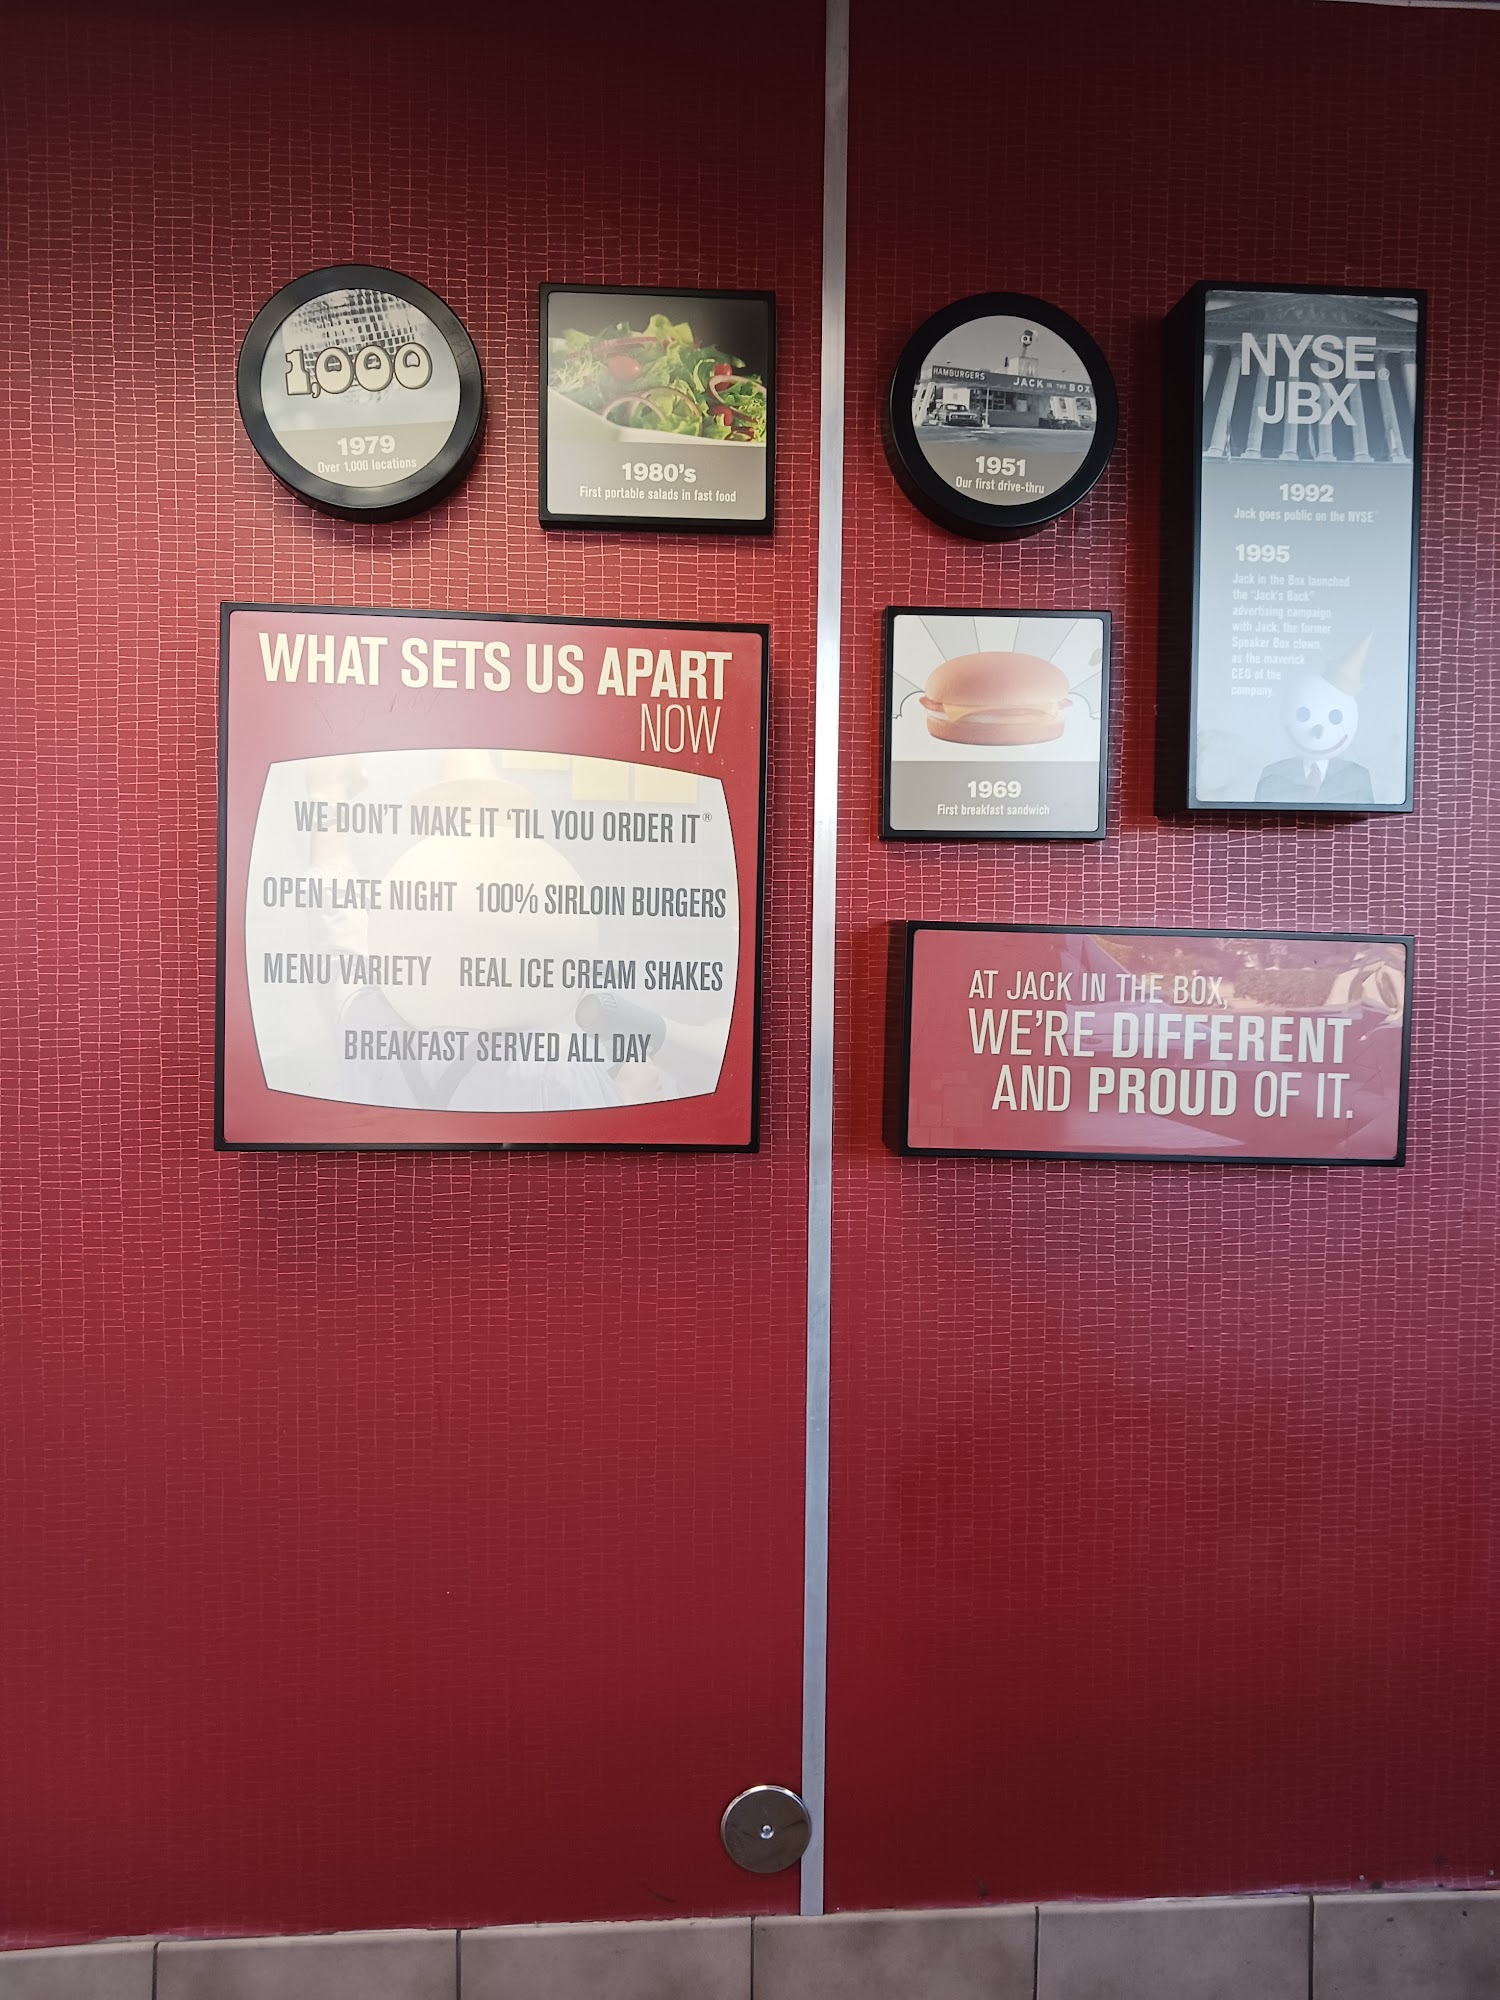 1,000
1979
Over 1,000 locations
1980's
First portable salads in fast food
WHAT SETS US APART
NOW
WE DON'T MAKE IT 'TIL YOU ORDER IT®
OPEN LATE NIGHT 100% SIRLOIN BURGERS
MENU VARIETY REAL ICE CREAM SHAKES
BREAKFAST SERVED ALL DAY
HAMBURGERS JACK IN THE BOX
1951
Our first drive-thru
NYSE®
JBX
1992
Jack goes public on the NYSE®
1995
Jack in the Box launched
the "Jack's Back"
advertising campaign
with Jack, the former
Speaker Box clown,
as the maverick
CEO of the
company.
1969
First breakfast sandwich
AT JACK IN THE BOX,
WE'RE DIFFERENT
AND PROUD OF IT.